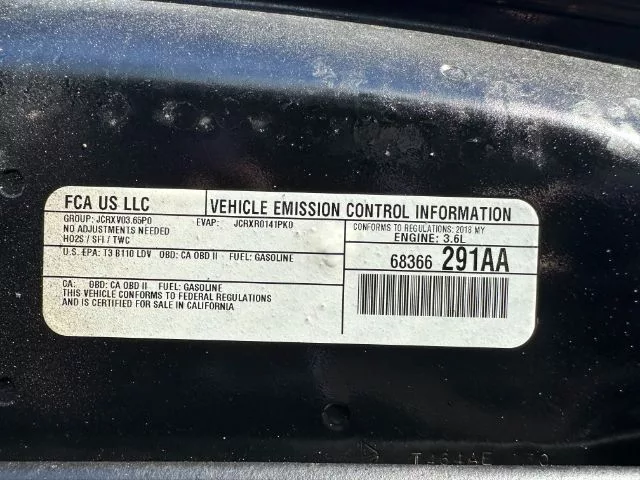 FCA US LLC
VEHICLE EMISSION CONTROL INFORMATION
GROUP: JCRXV03.65P0 EVAP: JCRXR0141PK0
NO ADJUSTMENTS NEEDED
HO2S / SFI / TWC
CONFORMS TO REGULATIONS: 2018 MY
ENGINE: 3.6L
U.S. EPA: T3 B110 LDV OBD: CA OBD II FUEL: GASOLINE
68366 291AA
CA: OBD: CA OBD II FUEL: GASOLINE
THIS VEHICLE CONFORMS TO FEDERAL REGULATIONS
AND IS CERTIFIED FOR SALE IN CALIFORNIA